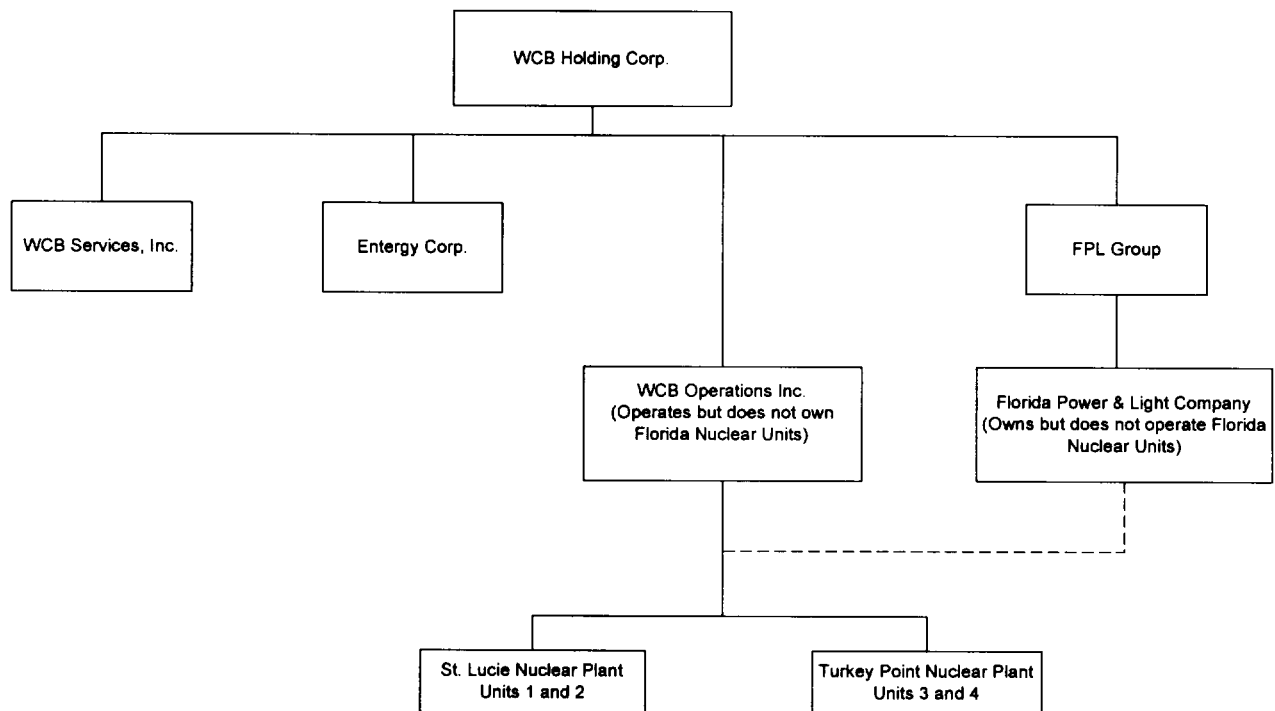 WCB Holding Corp.
WCB Services, Inc.
Entergy Corp.
FPL Group
WCB Operations Inc.
(Operates but does not own
Florida Nuclear Units)
Florida Power & Light Company
(Owns but does not operate Florida
Nuclear Units)
St. Lucie Nuclear Plant
Units 1 and 2
Turkey Point Nuclear Plant
Units 3 and 4